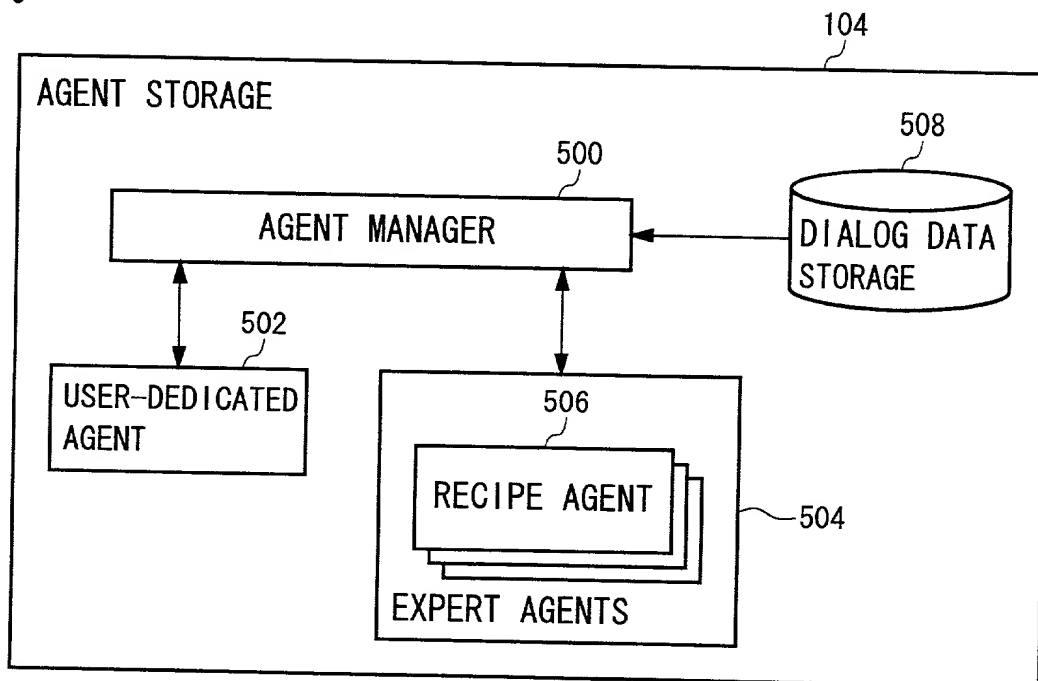 104
AGENT STORAGE
508
500
AGENT MANAGER
DIALOG DATA
STORAGE
502
USER-DEDICATED
AGENT
506
RECIPE AGENT
504
EXPERT AGENTS